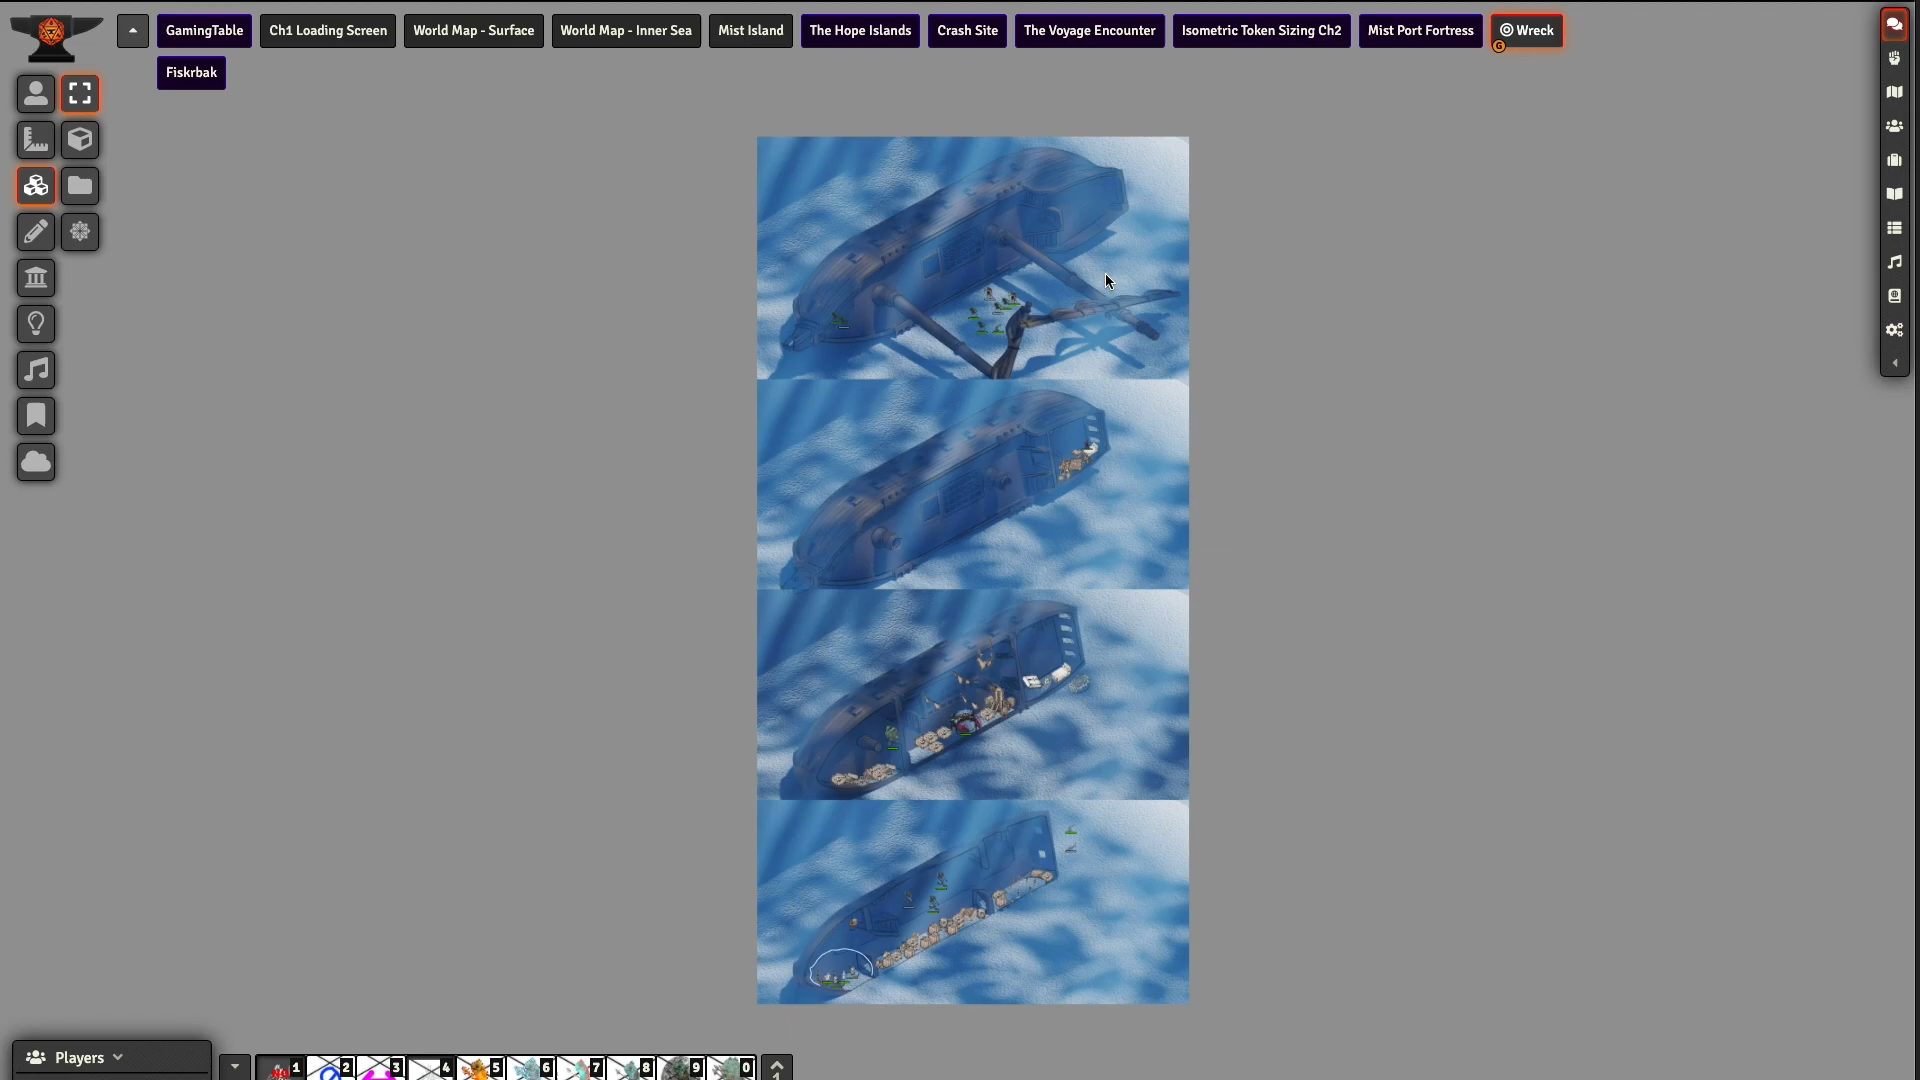 GamingTable
Ch1 Loading Screen
World Map - Surface
World Map - Inner Sea
Mist Island
The Hope Islands
Crash Site
The Voyage Encounter
Isometric Token Sizing Ch2
Mist Port Fortress
Wreck
G
Fiskrbak
Players
1
2
3
4
5
6
7
8
9
0
1